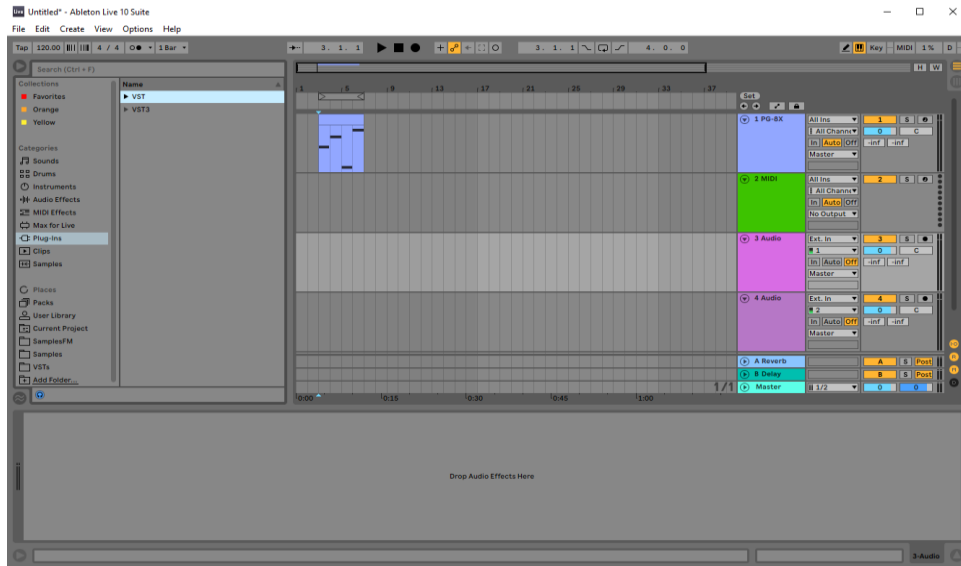 Live Untitled* - Ableton Live 10 Suite
File Edit Create View Options Help
Tap 120.00 4 / 4 1 Bar 3. 1. 1 3. 1. 1 4. 0. 0 Key MIDI 1 % D
Search (Ctrl + F)
H W
Collections
Favorites
Orange
Yellow
Categories
Sounds
Drums
Instruments
Audio Effects
MIDI Effects
Max for Live
Plug-ins
Clips
Samples
Places
Packs
User Library
Current Project
SamplesFM
Samples
VSTs
Add Folder...
Name
VST
VST3
1 5 9 13 17 21 25 29 33 37
Set
1 PG-8X All Ins 1 S
All Channe 0 C
In Auto Off -inf -inf
Master
2 MIDI All Ins 2 S
All Channe
In Auto Off
No Output
3 Audio Ext. In 3 S
1 0 C
In Auto Off -inf -inf
Master
4 Audio Ext. In 4 S
2 0 C
In Auto Off -inf -inf
Master
A Reverb A S Post
B Delay B S Post
1/1 Master 1/2 0 0
0:00 0:15 0:30 0:45 1:00
Drop Audio Effects Here
3-Audio